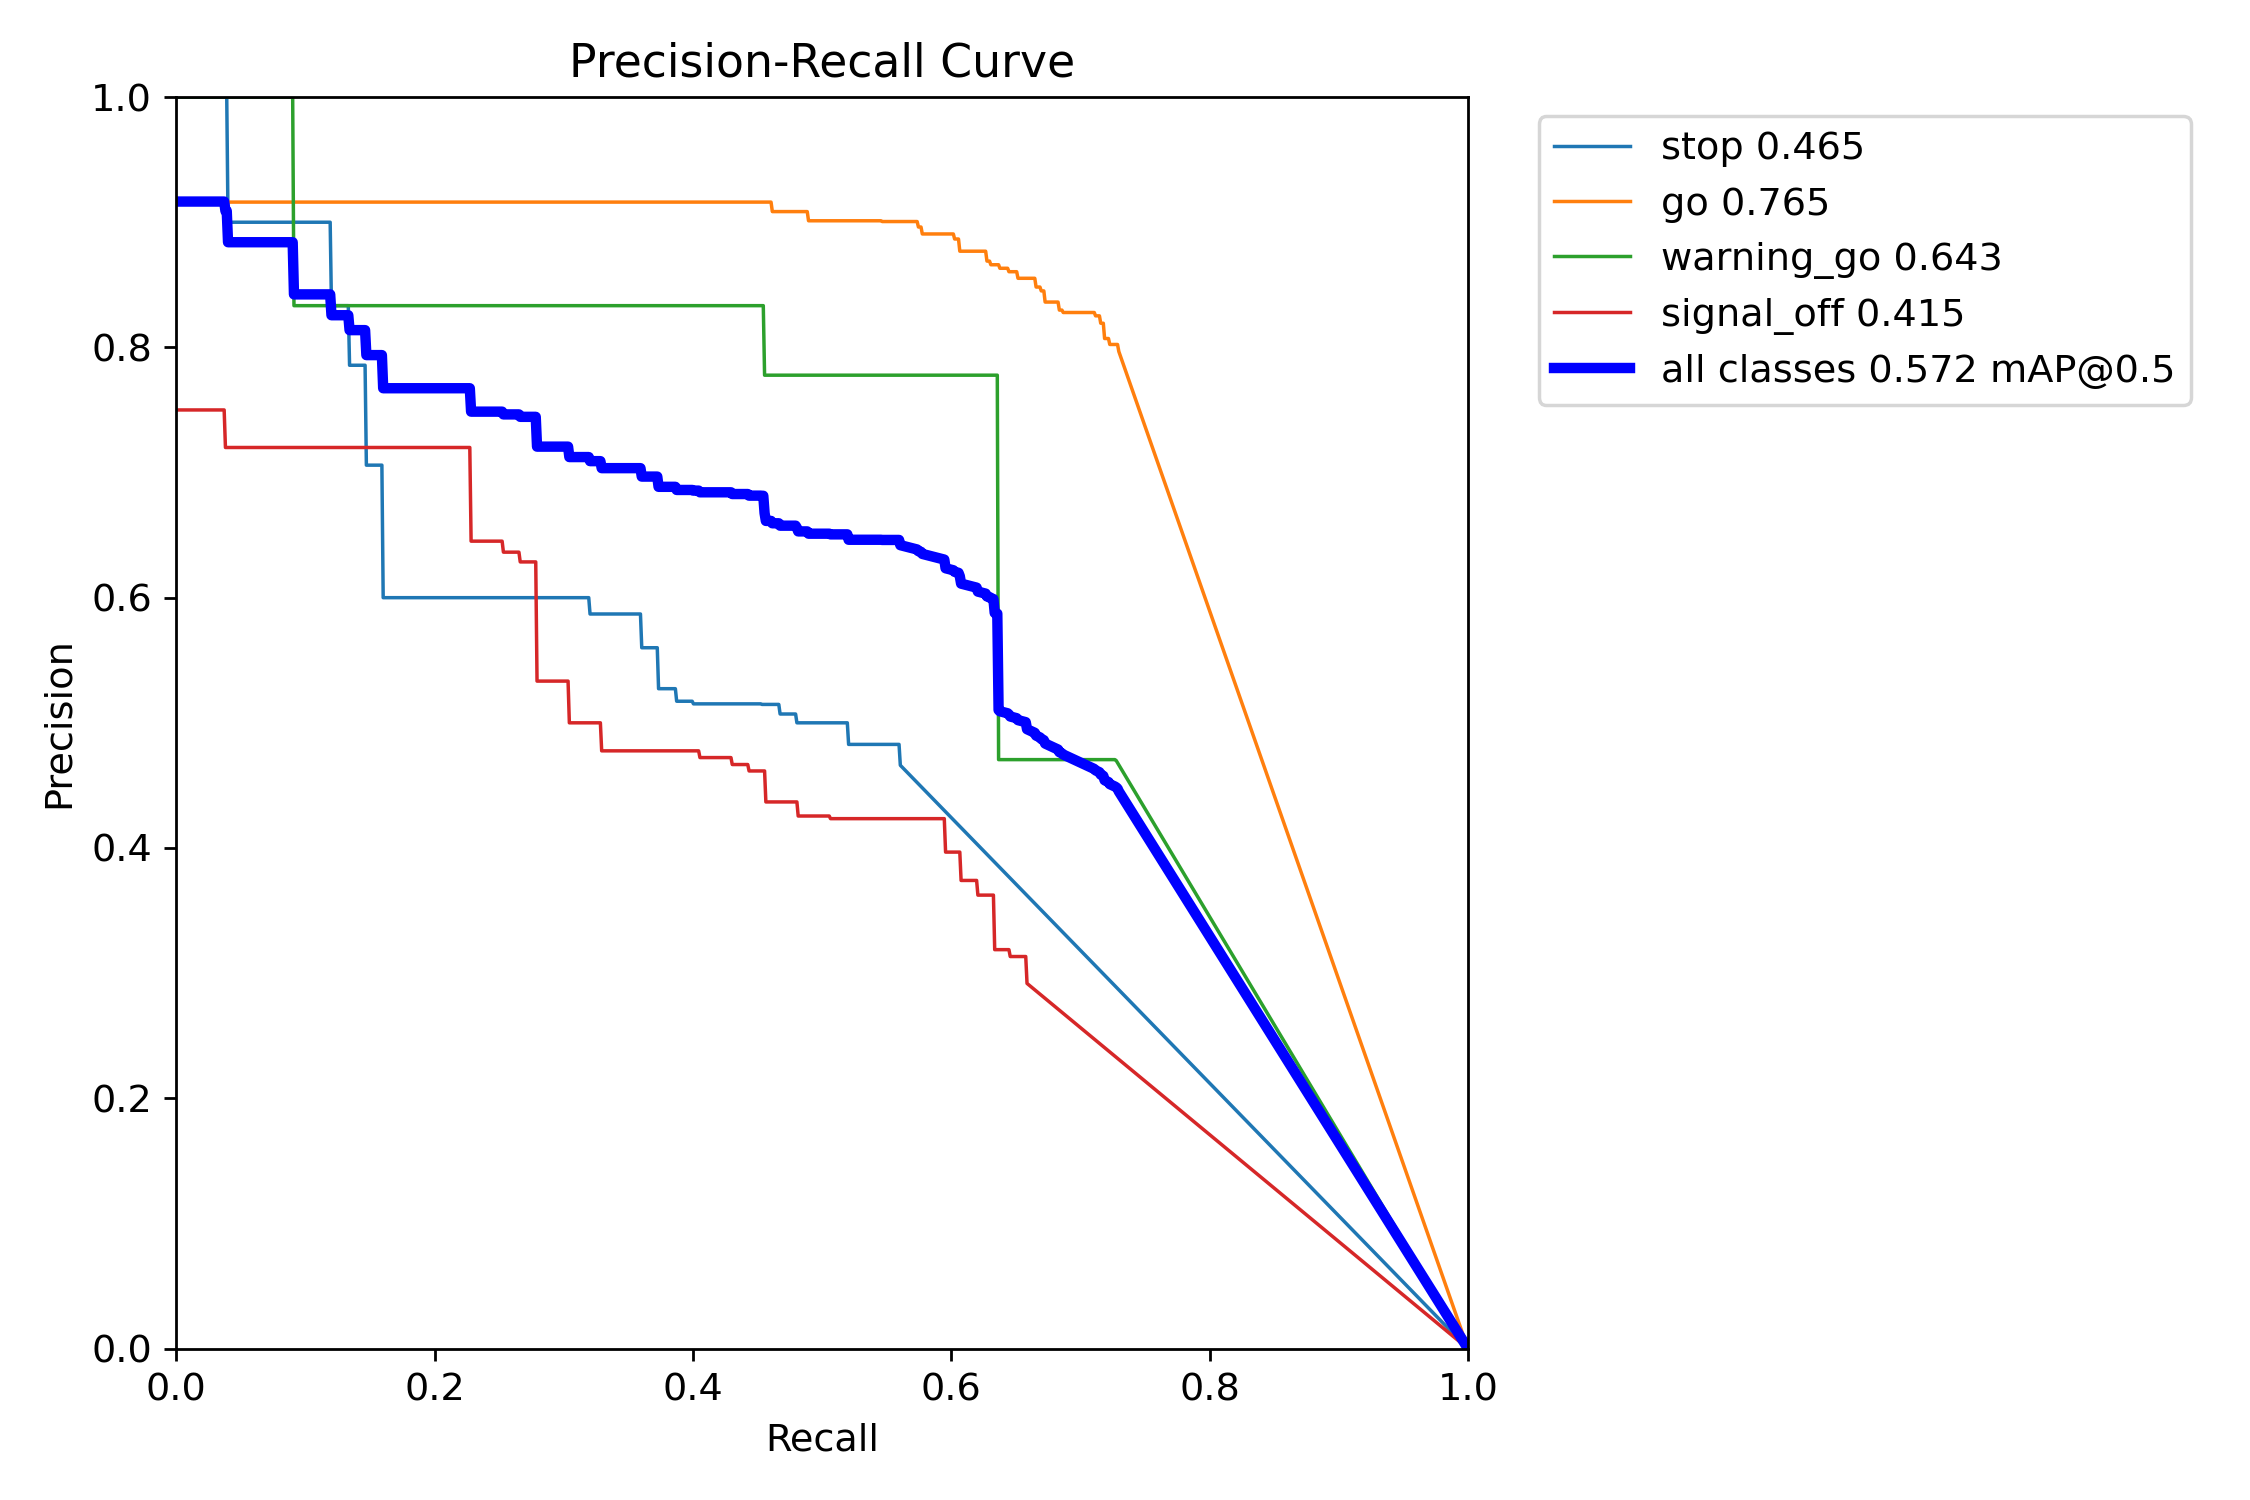 Precision-Recall Curve
1.0
0.8
0.6
0.4
0.2
0.0
Precision
0.0 0.2 0.4 0.6 0.8 1.0
Recall
stop 0.465
go 0.765
warning_go 0.643
signal_off 0.415
all classes 0.572 mAP@0.5